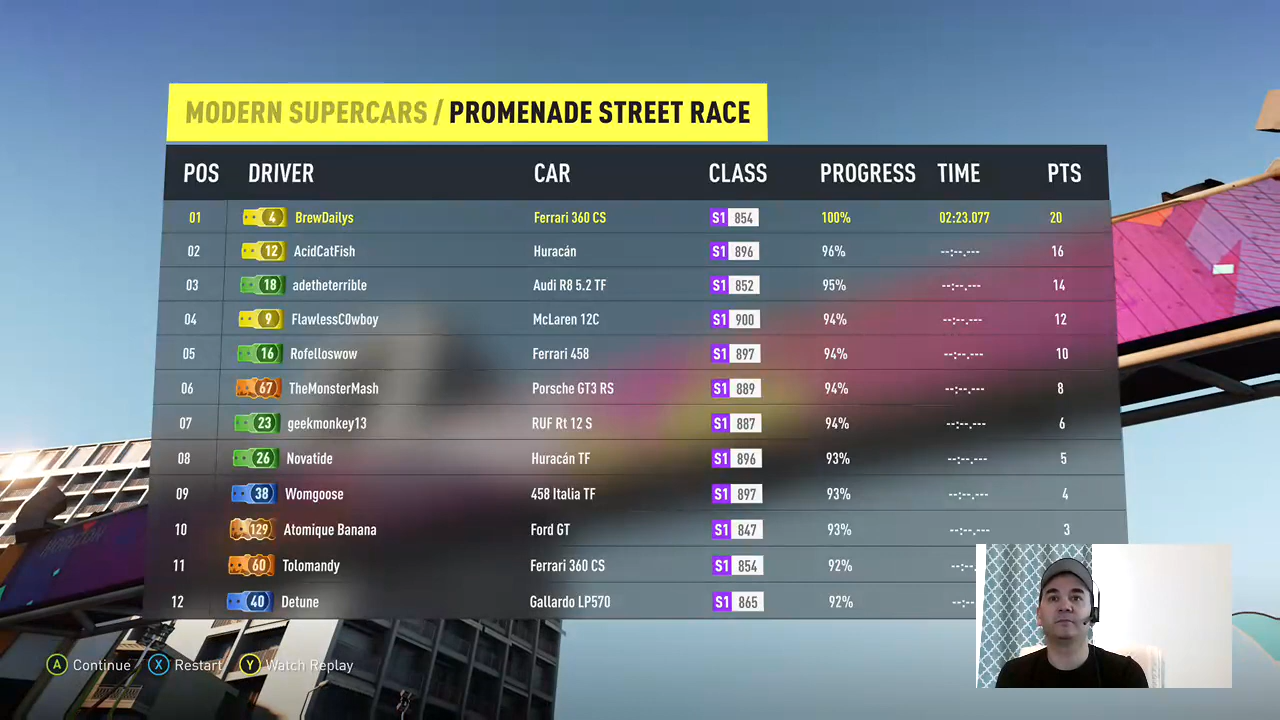 MODERN SUPERCARS / PROMENADE STREET RACE
POS DRIVER CAR CLASS PROGRESS TIME PTS
01 4 BrewDailys Ferrari 360 CS S1 854 100% 02:23.077 20
02 12 AcidCatFish Huracán S1 896 96% --:--.--- 16
03 18 adetheterrible Audi R8 5.2 TF S1 852 95% --:--.--- 14
04 9 FlawlessC0wboy McLaren 12C S1 900 94% --:--.--- 12
05 16 Rofelloswow Ferrari 458 S1 897 94% --:--.--- 10
06 67 TheMonsterMash Porsche GT3 RS S1 889 94% --:--.--- 8
07 23 geekmonkey13 RUF Rt 12 S S1 887 94% --:--.--- 6
08 26 Novatide Huracán TF S1 896 93% --:--.--- 5
09 38 Womgoose 458 Italia TF S1 897 93% --:--.--- 4
10 129 Atomique Banana Ford GT S1 847 93% --:--.--- 3
11 60 Tolomandy Ferrari 360 CS S1 854 92% --:--.
12 40 Detune Gallardo LP570 S1 865 92% --:--
A Continue X Restart Y Watch Replay